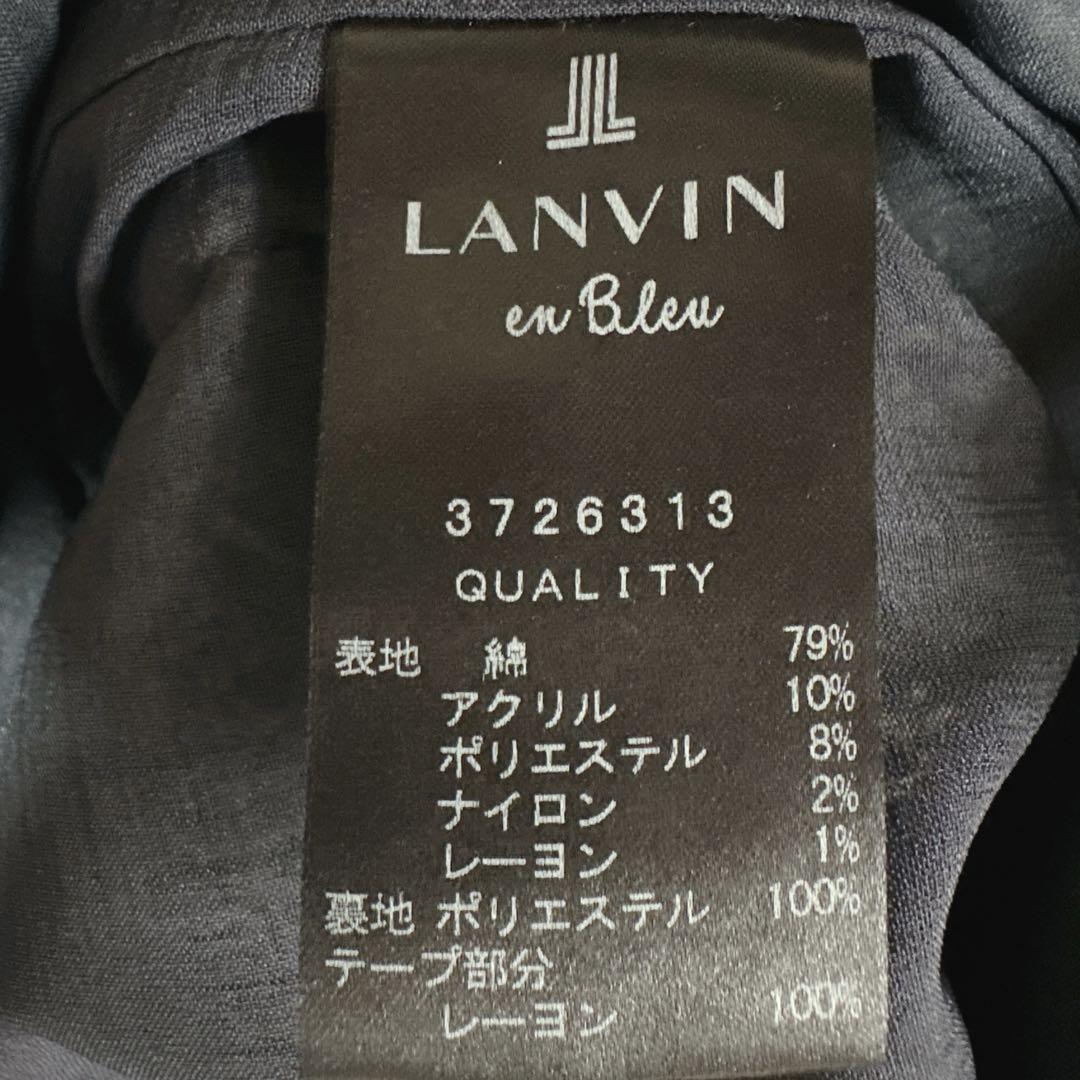 LANVIN
en Bleu
3726313
QUALITY
表地 綿 79%
アクリル 10%
ポリエステル 8%
ナイロン 2%
レーヨン 1%
裏地 ポリエステル 100%
テープ部分
レーヨン 100%